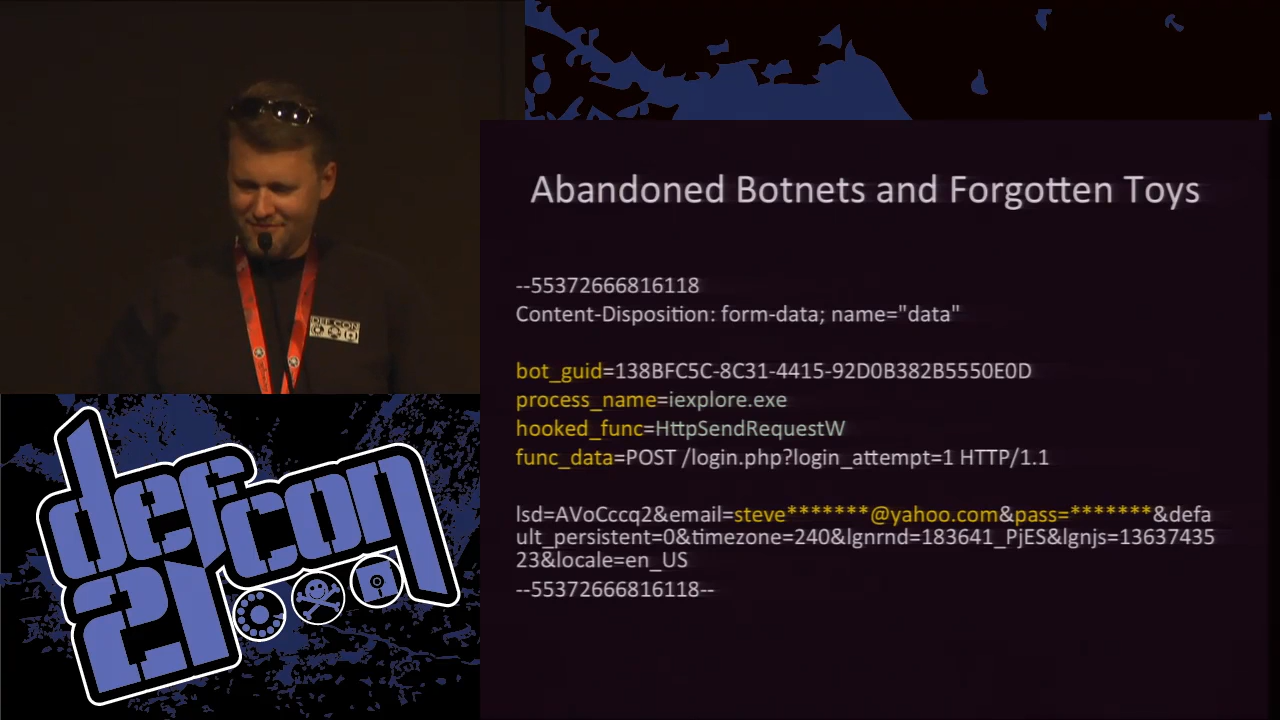 Abandoned Botnets and Forgotten Toys
--55372666816118
Content-Disposition: form-data; name="data"
bot_guid=138BFC5C-8C31-4415-92D0B382B5550E0D
process_name=iexplore.exe
hooked_func=HttpSendRequestW
func_data=POST /login.php?login_attempt=1 HTTP/1.1
lsd=AVoCccq2&email=steve*******@yahoo.com&pass=*******&defa
ult_persistent=0&timezone=240&lgnrnd=183641_PjES&lgnjs=13637435
23&locale=en_US
--55372666816118--
DEF CON
defcon
21